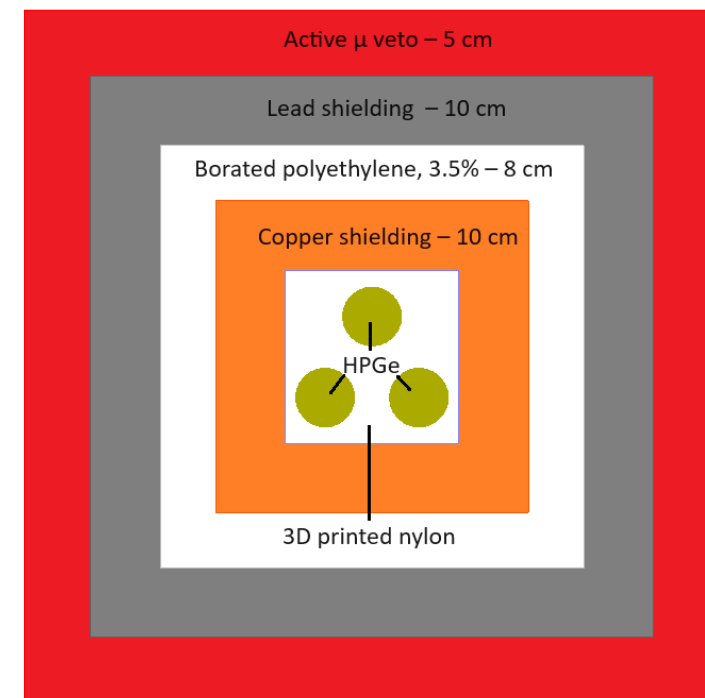 Active μ veto – 5 cm
Lead shielding – 10 cm
Borated polyethylene, 3.5% – 8 cm
Copper shielding – 10 cm
HPGe
3D printed nylon